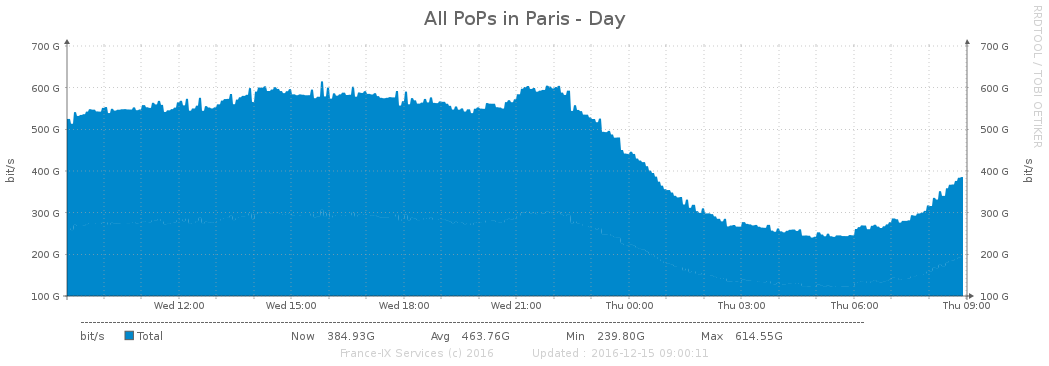 All PoPs in Paris - Day
RRDTOOL / TOBI OETIKER
700 G 700 G
600 G 600 G
500 G 500 G
400 G 400 G
300 G 300 G
200 G 200 G
100 G 100 G
bit/s bit/s
Wed 12:00 Wed 15:00 Wed 18:00 Wed 21:00 Thu 00:00 Thu 03:00 Thu 06:00 Thu 09:00
bit/s Total Now 384.93G Avg 463.76G Min 239.80G Max 614.55G
France-IX Services (c) 2016 Updated : 2016-12-15 09:00:11